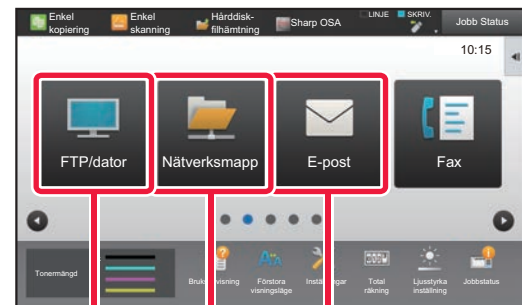 Enkel kopiering
Enkel skanning
Hårddisk-filhämtning
Sharp OSA
LINJE
SKRIV.
Jobb Status
10:15
FTP/dator
Nätverksmapp
E-post
Fax
Tonermängd
Förstora visningsläge
Total räkning
Ljusstyrka inställning
Jobbstatus